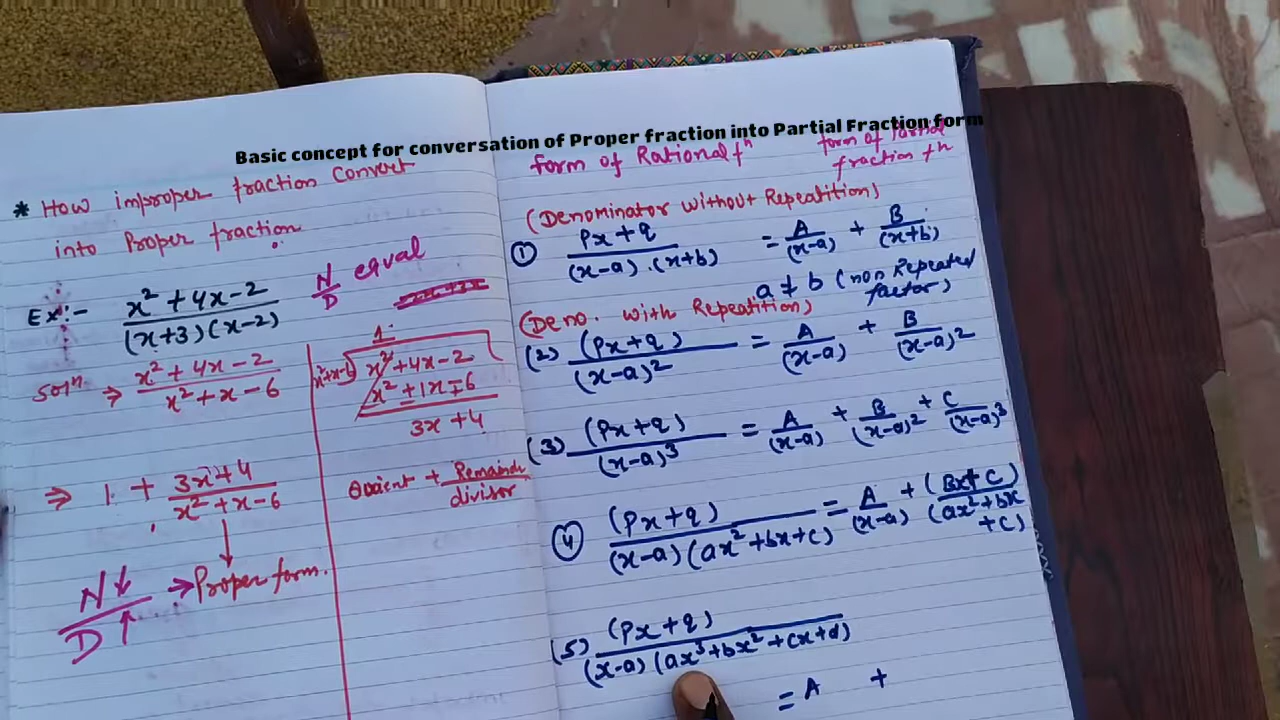 Basic concept for conversation of Proper fraction into Partial Fraction form
* How improper fraction Convert
into Proper fraction
Ex:- (x² + 4x - 2)/((x+3)(x-2))
N/D equal
Solⁿ ⇒ (x² + 4x - 2)/(x² + x - 6)
1
x² + 4x - 2
x² + 1x - 6
3x + 4
⇒ 1 + (3x+4)/(x² + x - 6)
+ Remaindr/divisor
N↓/D↑ → Proper form.
form of Rational fⁿ
form of Partial
fraction fn
(Denominator without Repeatition)
① (Px+q)/((x-a).(x+b)) = A/(x-a) + B/(x+b)
a ≠ b (non Repeated
factor)
(Deno. with Repeatition)
(2) (Px+q)/(x-a)² = A/(x-a) + B/(x-a)²
(3) (Px+q)/(x-a)³ = A/(x-a) + B/(x-a)² + C/(x-a)³
④ (Px+q)/((x-a)(ax²+bx+c)) = A/(x-a) + (Bx+C)/(ax²+bx+c)
(5) (Px+q)/((x-a)(ax³+bx²+cx+d))
= A +